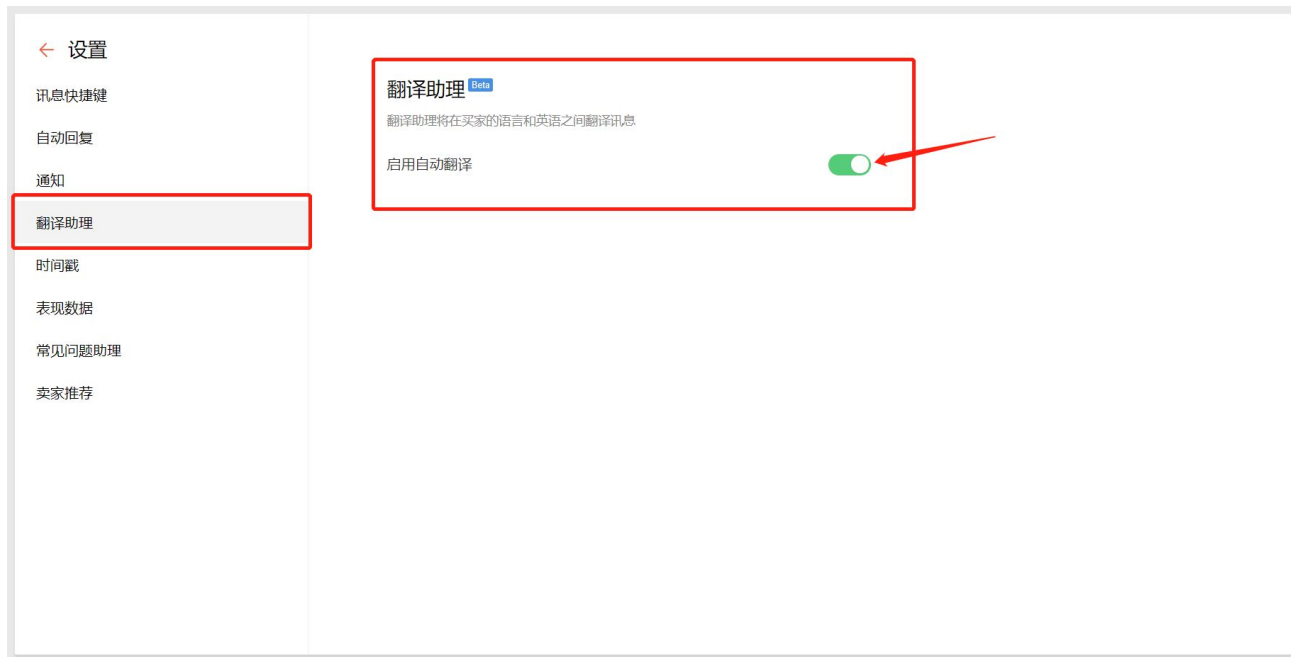 设置
讯息快捷键
自动回复
通知
翻译助理
时间戳
表现数据
常见问题助理
卖家推荐
翻译助理 Beta
翻译助理将在买家的语言和英语之间翻译讯息
启用自动翻译